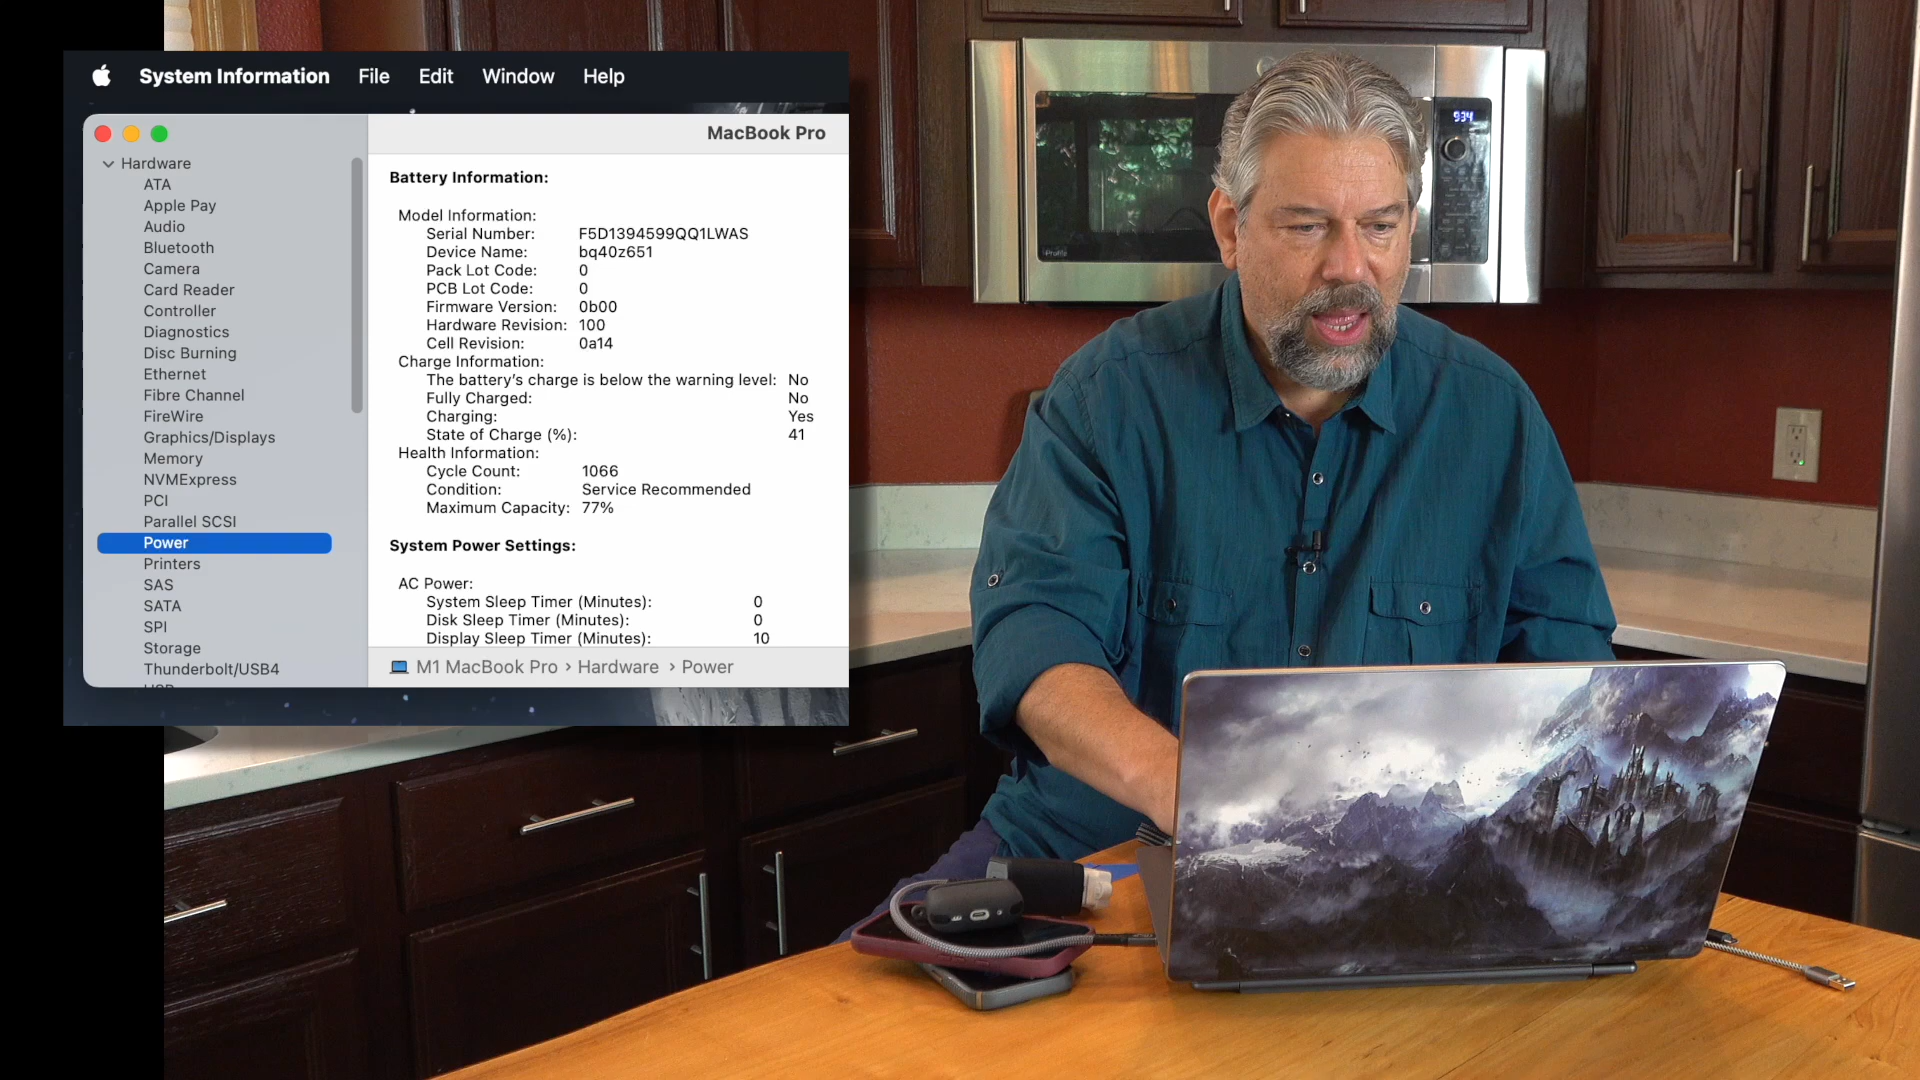 System Information File Edit Window Help
MacBook Pro
Hardware
ATA
Apple Pay
Audio
Bluetooth
Camera
Card Reader
Controller
Diagnostics
Disc Burning
Ethernet
Fibre Channel
FireWire
Graphics/Displays
Memory
NVMExpress
PCI
Parallel SCSI
Power
Printers
SAS
SATA
SPI
Storage
Thunderbolt/USB4
USB
Battery Information:
Model Information:
Serial Number: F5D1394599QQ1LWAS
Device Name: bq40z651
Pack Lot Code: 0
PCB Lot Code: 0
Firmware Version: 0b00
Hardware Revision: 100
Cell Revision: 0a14
Charge Information:
The battery's charge is below the warning level: No
Fully Charged: No
Charging: Yes
State of Charge (%): 41
Health Information:
Cycle Count: 1066
Condition: Service Recommended
Maximum Capacity: 77%
System Power Settings:
AC Power:
System Sleep Timer (Minutes): 0
Disk Sleep Timer (Minutes): 0
Display Sleep Timer (Minutes): 10
M1 MacBook Pro › Hardware › Power
934
Profile